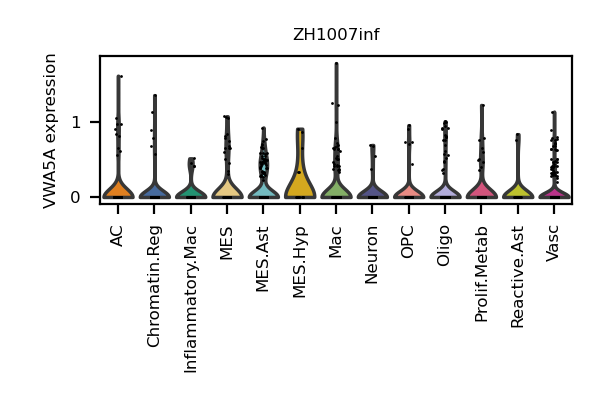 ZH1007inf
VWA5A expression
1
0
AC
Chromatin.Reg
Inflammatory.Mac
MES
MES.Ast
MES.Hyp
Mac
Neuron
OPC
Oligo
Prolif.Metab
Reactive.Ast
Vasc